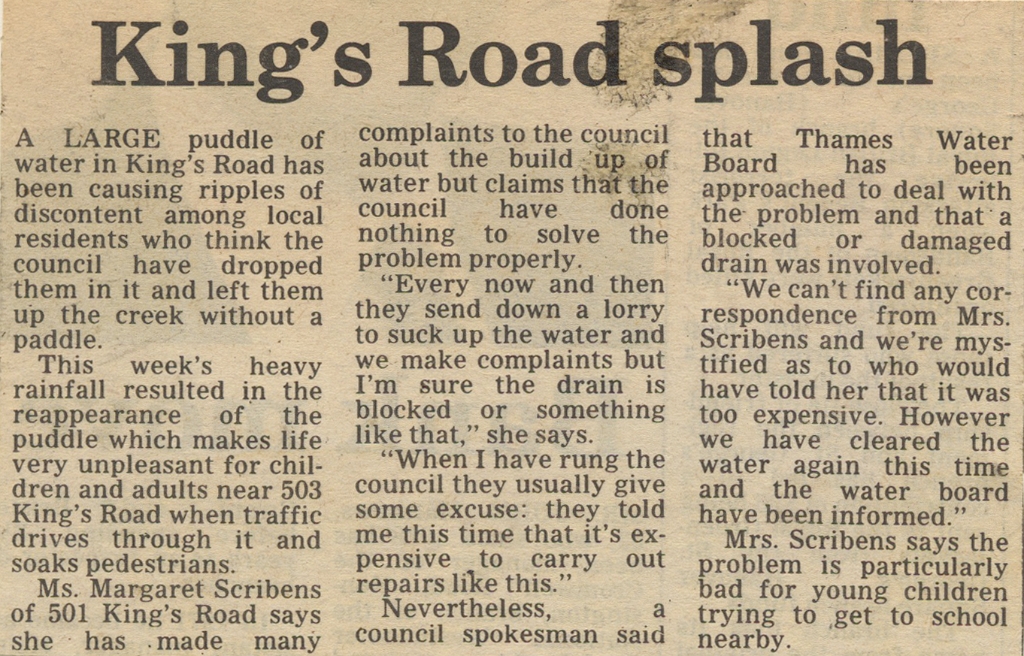 King's Road splash
A LARGE puddle of
water in King's Road has
been causing ripples of
discontent among local
residents who think the
council have dropped
them in it and left them
up the creek without a
paddle.
This week's heavy
rainfall resulted in the
reappearance of the
puddle which makes life
very unpleasant for chil-
dren and adults near 503
King's Road when traffic
drives through it and
soaks pedestrians.
Ms. Margaret Scribens
of 501 King's Road says
she has made many
complaints to the council
about the build up of
water but claims that the
council have done
nothing to solve the
problem properly.
“Every now and then
they send down a lorry
to suck up the water and
we make complaints but
I'm sure the drain is
blocked or something
like that,” she says.
“When I have rung the
council they usually give
some excuse: they told
me this time that it's ex-
pensive to carry out
repairs like this.”
Nevertheless, a
council spokesman said
that Thames Water
Board has been
approached to deal with
the problem and that a
blocked or damaged
drain was involved.
“We can't find any cor-
respondence from Mrs.
Scribens and we're mys-
tified as to who would
have told her that it was
too expensive. However
we have cleared the
water again this time
and the water board
have been informed.”
Mrs. Scribens says the
problem is particularly
bad for young children
trying to get to school
nearby.